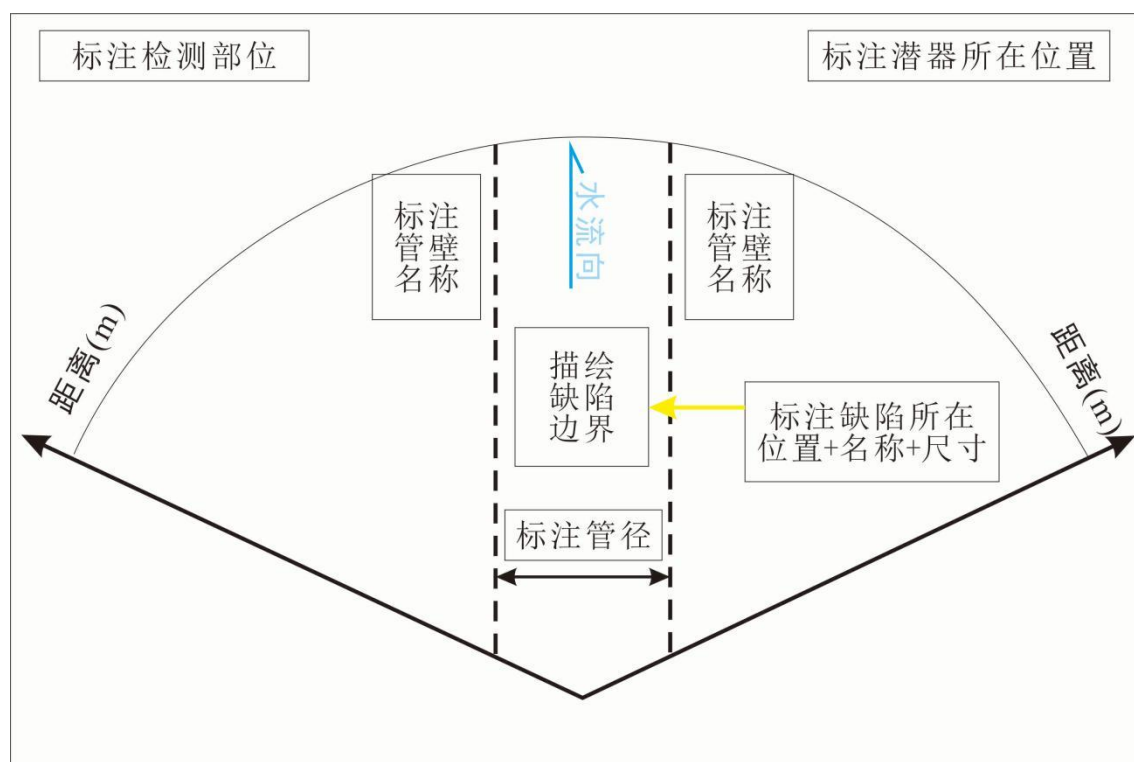 标注检测部位
标注潜器所在位置
标注
管壁
名称
水流向
标注
管壁
名称
距离(m)
距离(m)
描绘
缺陷
边界
标注缺陷所在
位置+名称+尺寸
标注管径